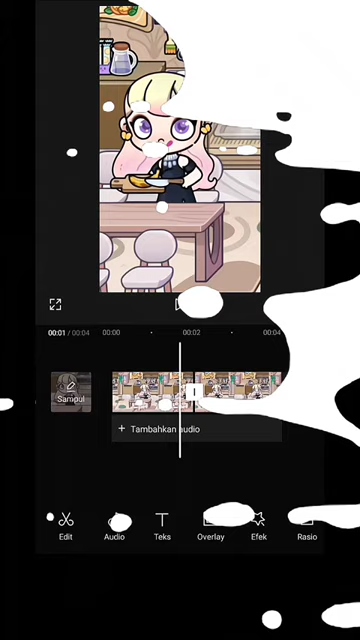 00:01 / 00:04
00:00
00:02
00:04
Sampul
+ Tambahkan audio
Edit
Audio
Teks
Overlay
Efek
Rasio